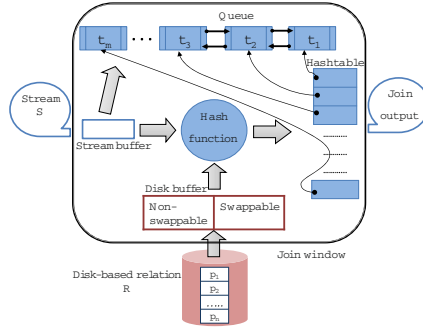 Queue
tm ... t3 t2 t1
Hashtable
Stream
S
Join
output
Hash
function
Stream buffer
..........
..........
..........
Disk buffer
Non-
swappable
Swappable
Join window
Disk-based relation
R
p1
p2
.....
pn